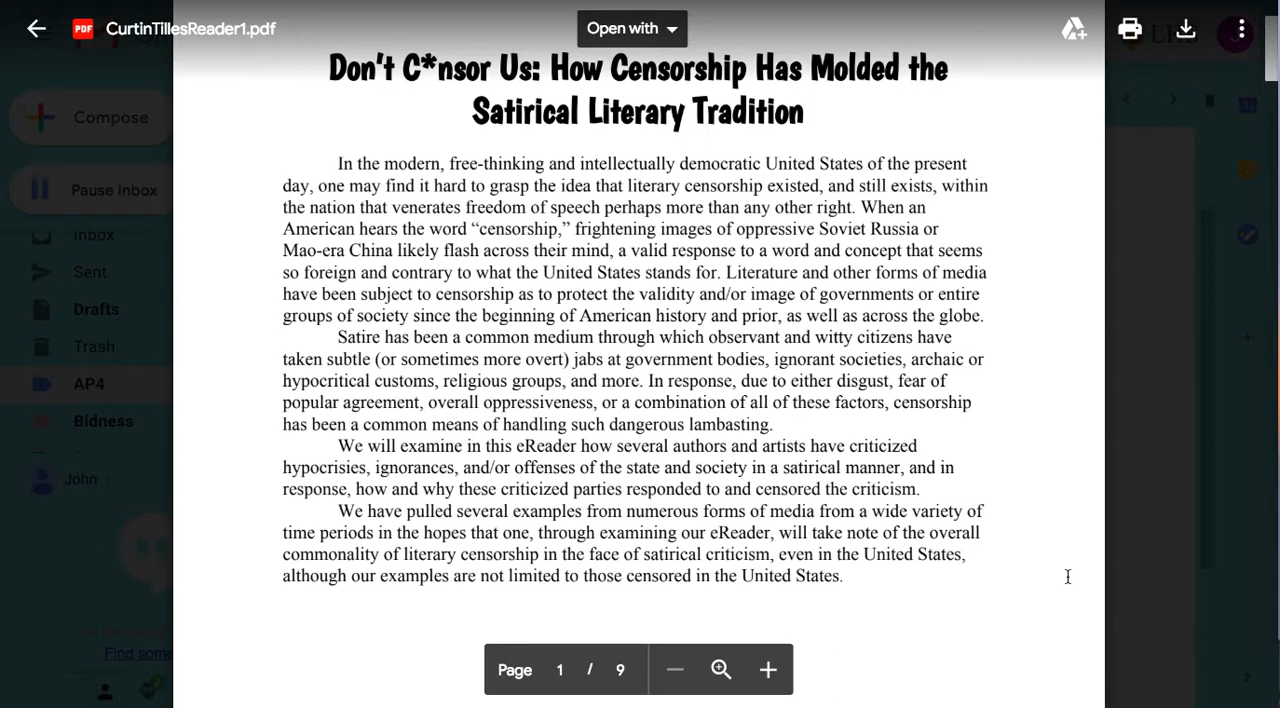 CurtinTillesReader1.pdf
Open with
Don't C*nsor Us: How Censorship Has Molded the
Satirical Literary Tradition
In the modern, free-thinking and intellectually democratic United States of the present
day, one may find it hard to grasp the idea that literary censorship existed, and still exists, within
the nation that venerates freedom of speech perhaps more than any other right. When an
American hears the word “censorship,” frightening images of oppressive Soviet Russia or
Mao-era China likely flash across their mind, a valid response to a word and concept that seems
so foreign and contrary to what the United States stands for. Literature and other forms of media
have been subject to censorship as to protect the validity and/or image of governments or entire
groups of society since the beginning of American history and prior, as well as across the globe.
Satire has been a common medium through which observant and witty citizens have
taken subtle (or sometimes more overt) jabs at government bodies, ignorant societies, archaic or
hypocritical customs, religious groups, and more. In response, due to either disgust, fear of
popular agreement, overall oppressiveness, or a combination of all of these factors, censorship
has been a common means of handling such dangerous lambasting.
We will examine in this eReader how several authors and artists have criticized
hypocrisies, ignorances, and/or offenses of the state and society in a satirical manner, and in
response, how and why these criticized parties responded to and censored the criticism.
We have pulled several examples from numerous forms of media from a wide variety of
time periods in the hopes that one, through examining our eReader, will take note of the overall
commonality of literary censorship in the face of satirical criticism, even in the United States,
although our examples are not limited to those censored in the United States.
Page 1 / 9
PDF
Compose
Pause Inbox
Inbox
Sent
Drafts
Trash
AP4
Bidness
John
Find some
31